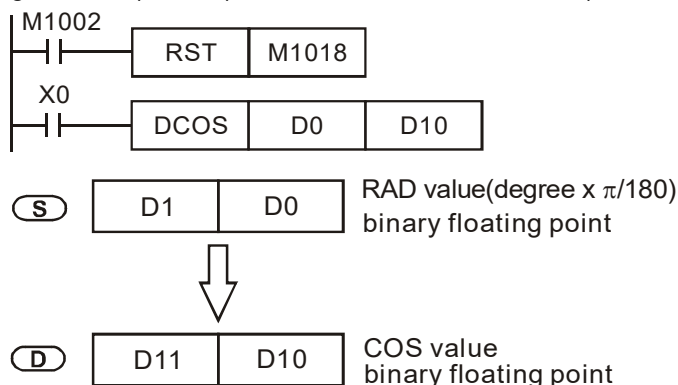 M1002
RST M1018
X0
DCOS D0 D10
S D1 D0 RAD value(degree x π/180)
binary floating point
D D11 D10 COS value
binary floating point